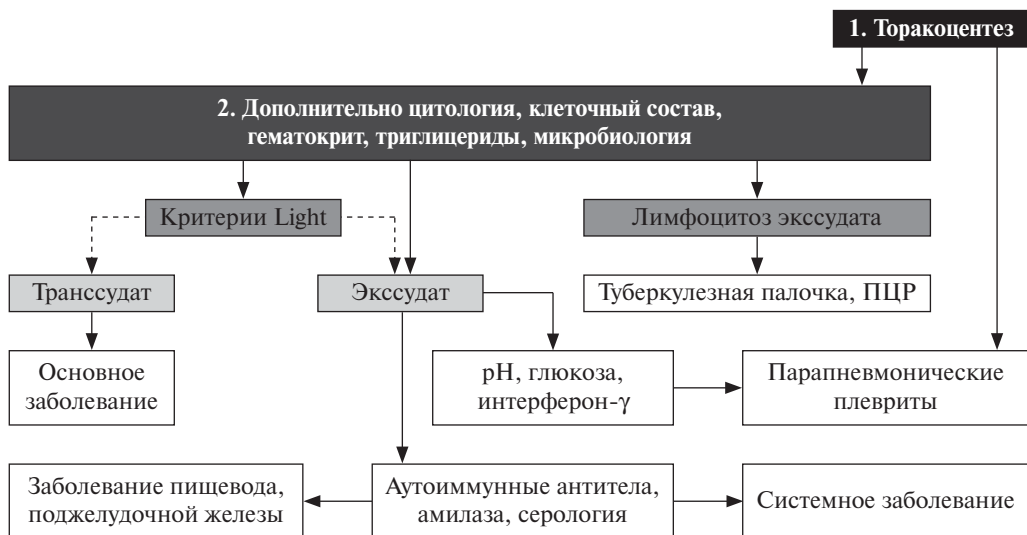 1. Торакоцентез
2. Дополнительно цитология, клеточный состав,
гематокрит, триглицериды, микробиология
Критерии Light
Лимфоцитоз экссудата
Транссудат
Экссудат
Туберкулезная палочка, ПЦР
Основное
заболевание
pH, глюкоза,
интерферон-γ
Парапневмонические
плевриты
Заболевание пищевода,
поджелудочной железы
Аутоиммунные антитела,
амилаза, серология
Системное заболевание